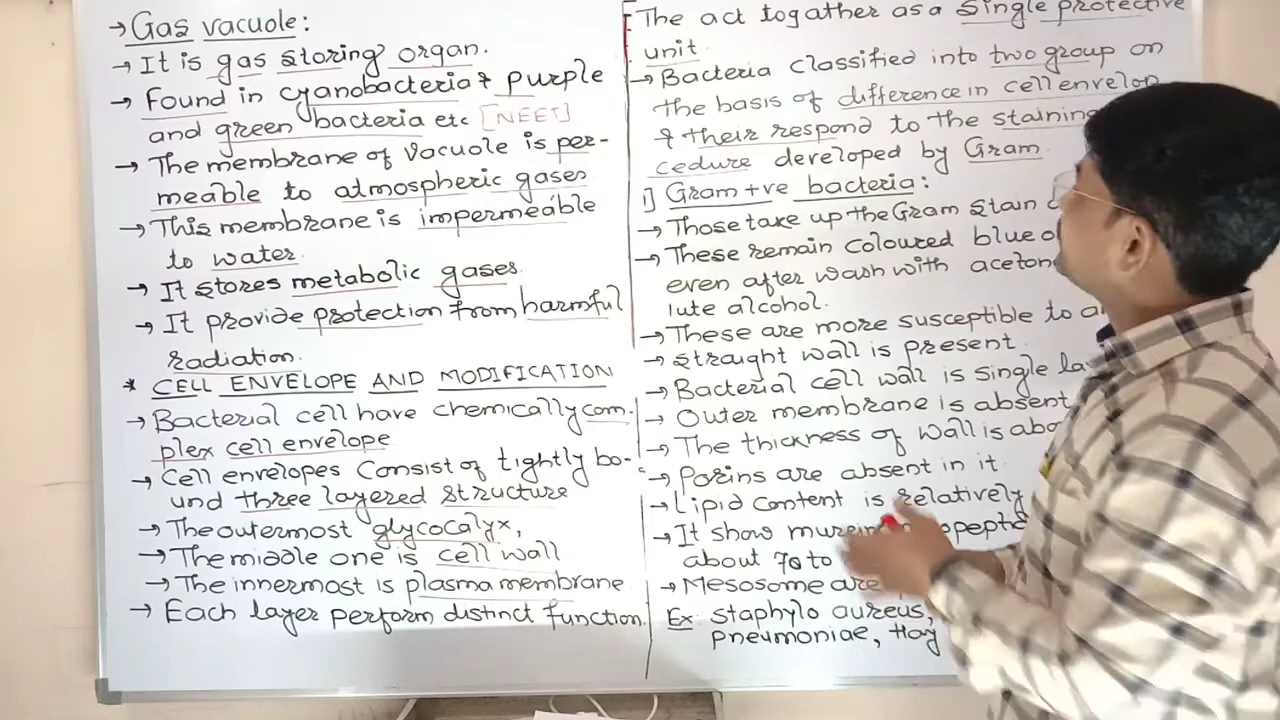 → Gas vacuole:
→ It is gas storing organ.
→ Found in cyanobacteria & purple
and green bacteria etc [NEET]
→ The membrane of Vacuole is per-
meable to atmospheric gases
→ This membrane is impermeable
to water.
→ It stores metabolic gases.
→ It provide protection from harmful
radiation.
* CELL ENVELOPE AND MODIFICATION
→ Bacterial cell have chemically com-
plex cell envelope
→ Cell envelopes Consist of tightly bo-
und three layered structure
→ The outermost glycocalyx,
→ The middle one is cell wall
→ The innermost is plasma membrane
→ Each layer perform distinct function.
The act togather as a single protective
unit.
→ Bacteria classified into two group on
the basis of difference in cell envelop
& their respond to the staining
cedure developed by Gram.
1] Gram +ve bacteria:
→ Those take up the Gram stain
→ These remain coloured blue
even after wash with
lute alcohol.
→ These are more susceptible to
→ straight wall is present.
→ Bacterial cell wall is single
→ Outer membrane is absent
→ The thickness of wall is
→ Porins are absent in it
→ Lipid content is relatively
→ It show
about 70 to
→ Mesosome are
Ex staphylo aureus,
pneumoniae,